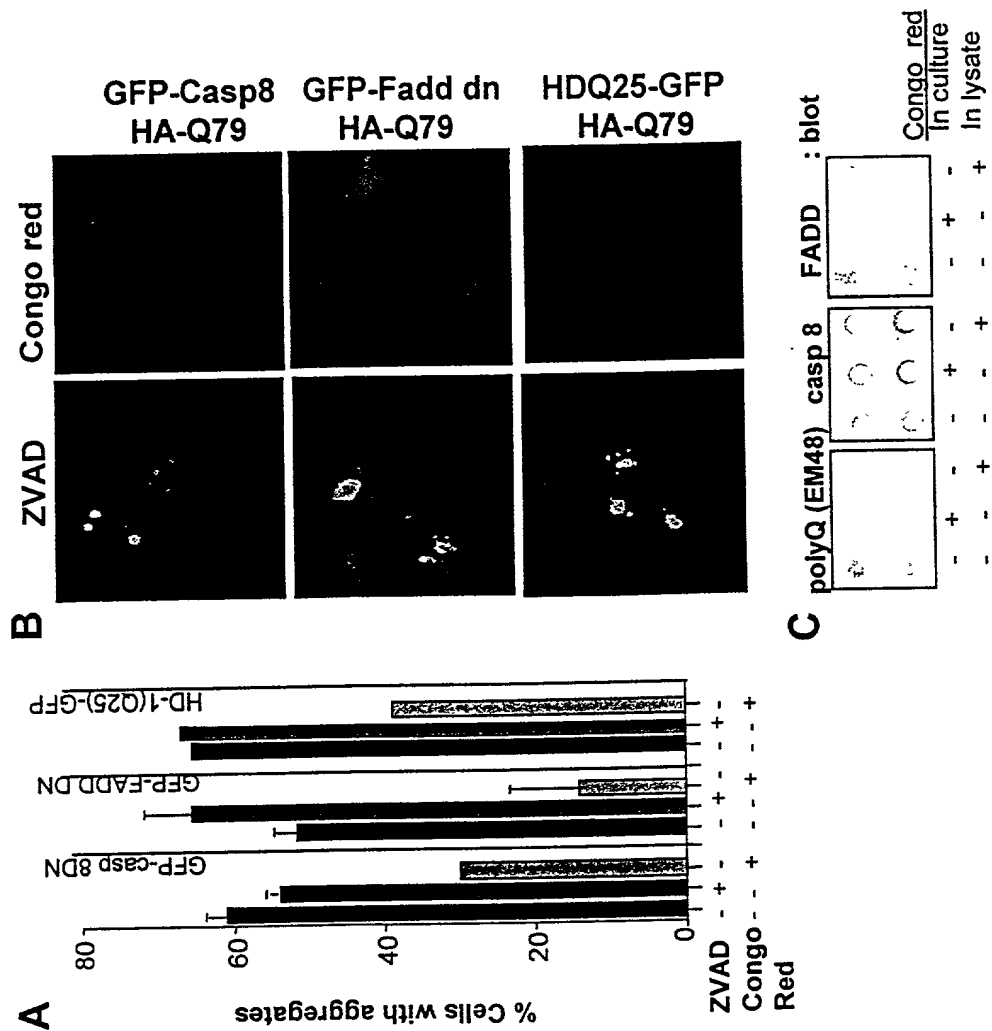 A
% Cells with aggregates
80
60
40
20
0
GFP-casp 8DN
GFP-FADD DN
HD-1(Q25)-GFP
ZVAD - + - - + - - + -
Congo Red - - + - - + - - +
B
ZVAD
Congo red
GFP-Casp8
HA-Q79
GFP-Fadd dn
HA-Q79
HDQ25-GFP
HA-Q79
C
polyQ (EM48)
casp 8
FADD
: blot
Congo red
- + - - + - - + - In culture
- - + - - + - - + In lysate